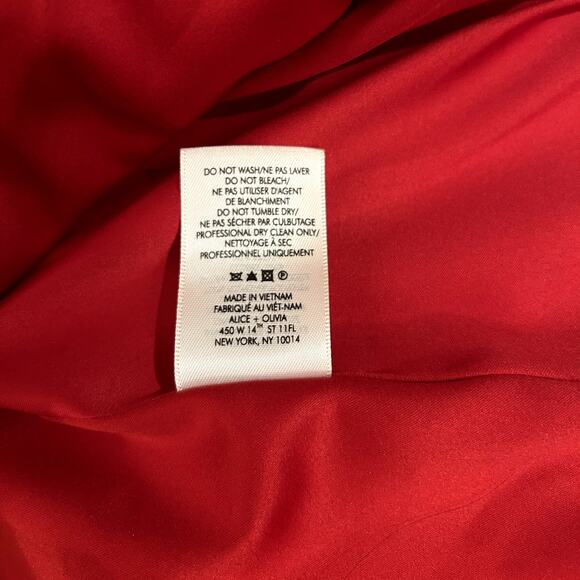 DO NOT WASH/NE PAS LAVER
DO NOT BLEACH/
NE PAS UTILISER D'AGENT
DE BLANCHIMENT
DO NOT TUMBLE DRY/
NE PAS SÉCHER PAR CULBUTAGE
PROFESSIONAL DRY CLEAN ONLY/
NETTOYAGE À SEC
PROFESSIONNEL UNIQUEMENT
MADE IN VIETNAM
FABRIQUÉ AU VIÊT-NAM
ALICE + OLIVIA
450 W 14TH ST 11FL
NEW YORK, NY 10014